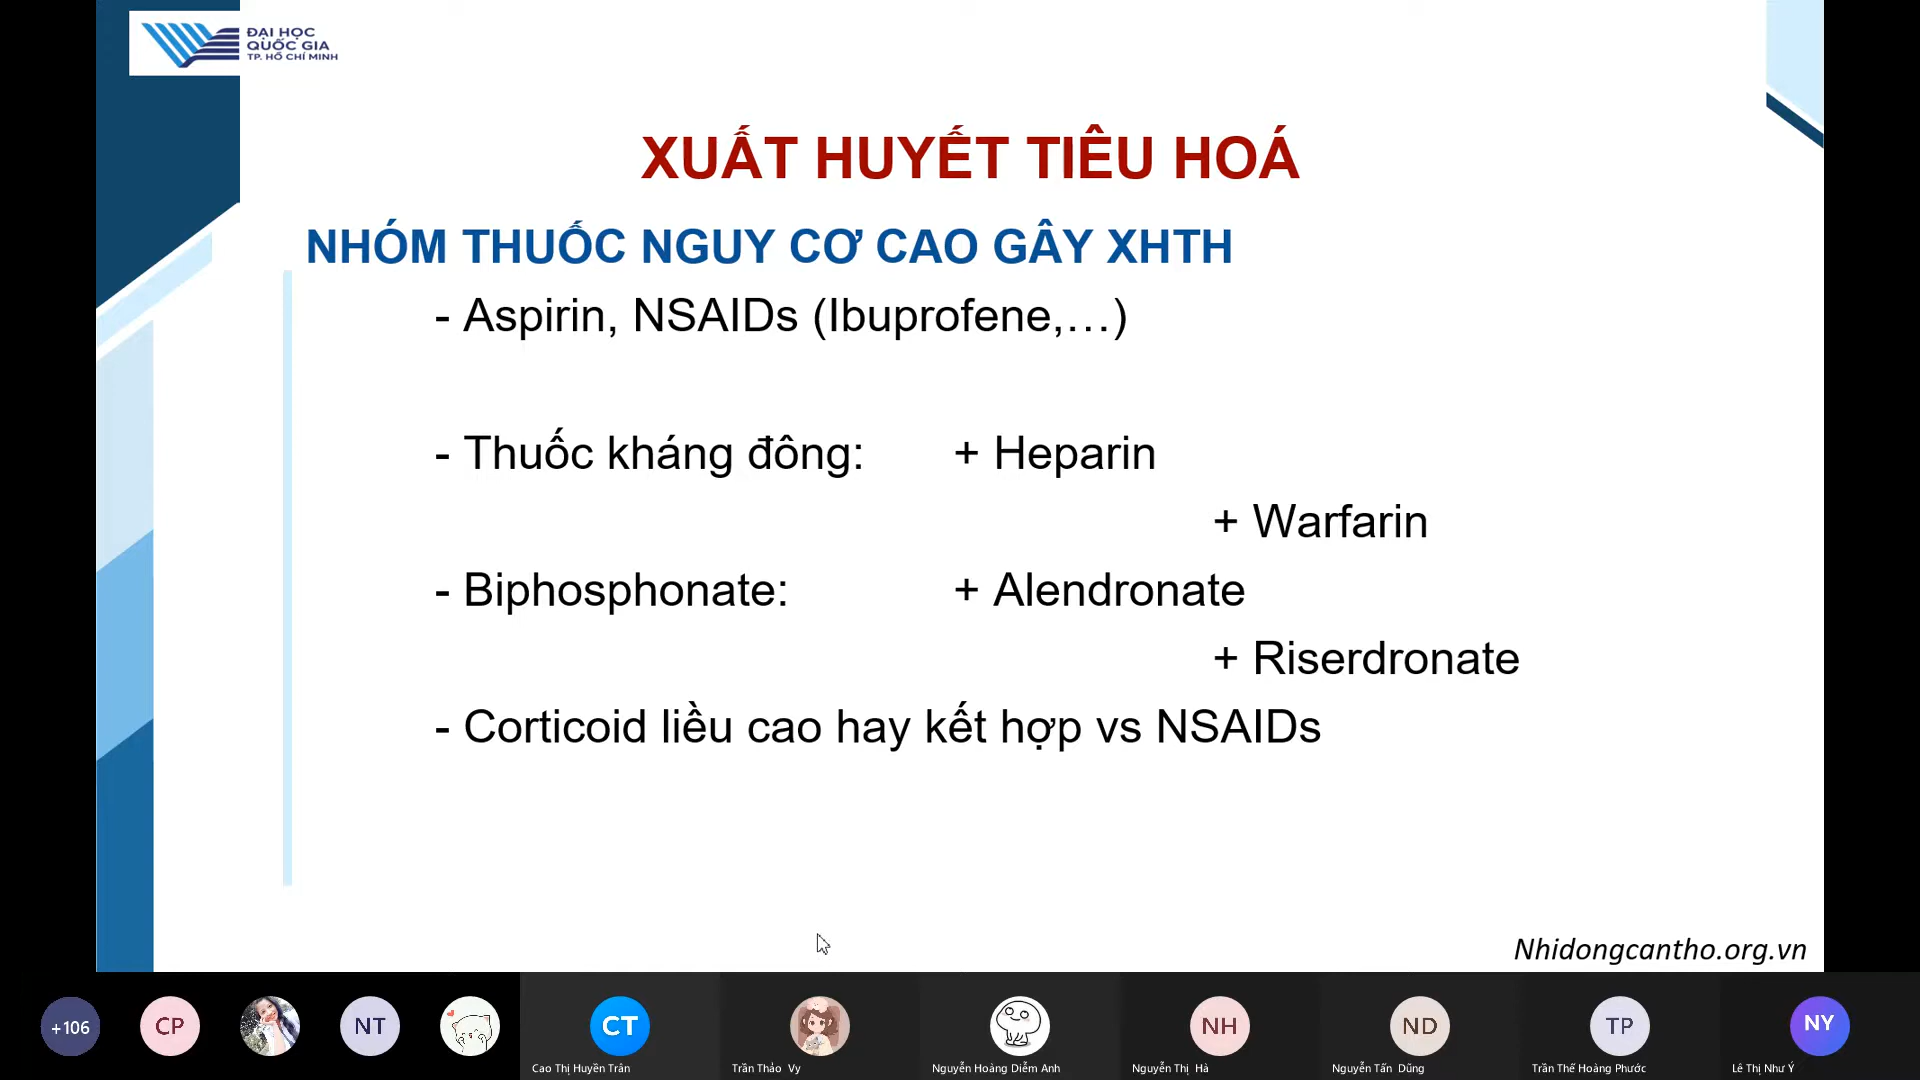 ĐẠI HỌC
QUỐC GIA
TP. HỒ CHÍ MINH
XUẤT HUYẾT TIÊU HOÁ
NHÓM THUỐC NGUY CƠ CAO GÂY XHTH
- Aspirin, NSAIDs (Ibuprofene,…)
- Thuốc kháng đông: + Heparin
+ Warfarin
- Biphosphonate: + Alendronate
+ Riserdronate
- Corticoid liều cao hay kết hợp vs NSAIDs
Nhidongcantho.org.vn
+106 CP NT CT NH ND TP NY
Cao Thị Huyền Trân Trần Thảo Vy Nguyễn Hoàng Diễm Anh Nguyễn Thị Hà Nguyễn Tấn Dũng Trần Thế Hoàng Phước Lê Thị Như Ý